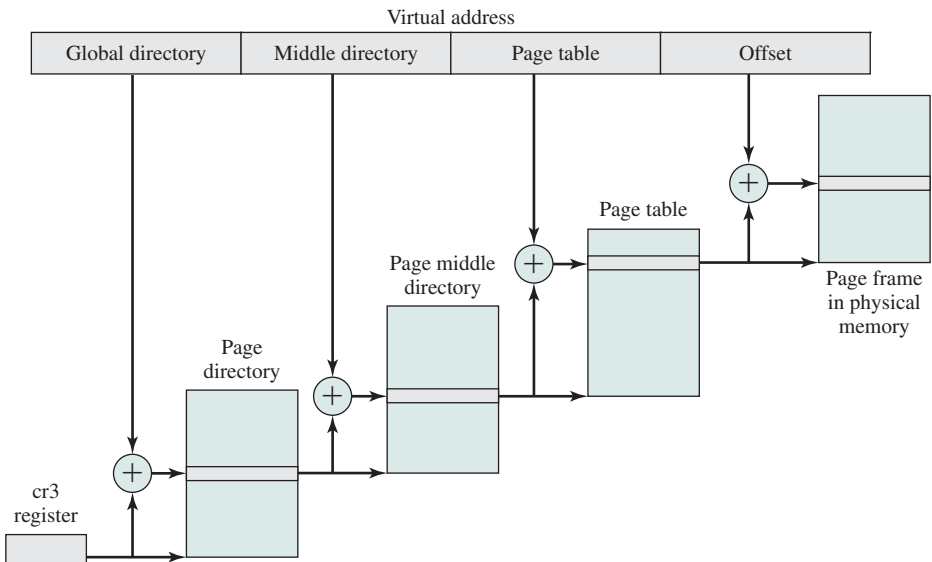 Virtual address
Global directory
Middle directory
Page table
Offset
+
Page table
Page frame
in physical
memory
+
Page middle
directory
+
Page
directory
+
cr3
register